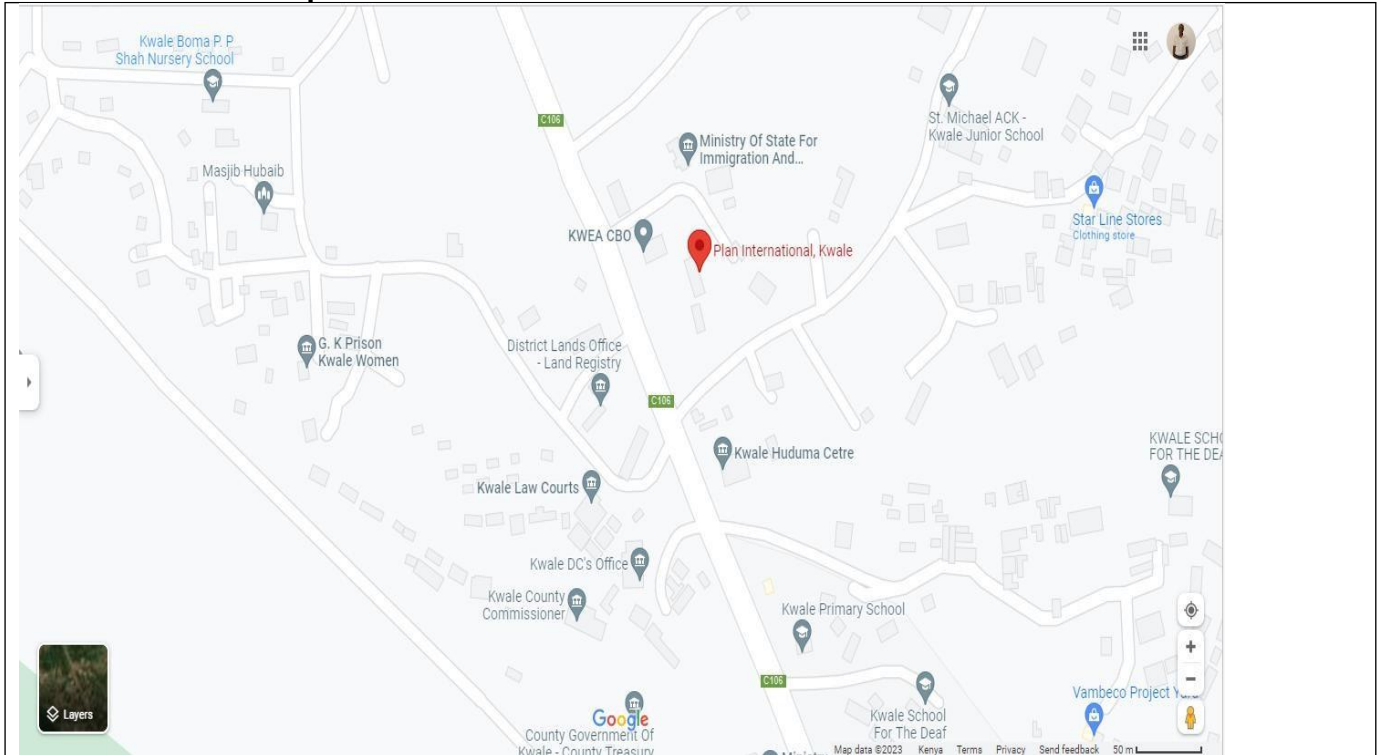 Kwale Boma P. P.
Shah Nursery School
C106
St. Michael ACK -
Kwale Junior School
Ministry Of State For
Immigration And...
Masjib Hubaib
Star Line Stores
Clothing store
KWEA CBO
Plan International, Kwale
G. K Prison
Kwale Women
District Lands Office
- Land Registry
C106
KWALE SCH
FOR THE DEA
Kwale Huduma Cetre
Kwale Law Courts
Kwale DC's Office
Kwale County
Commissioner
Kwale Primary School
C106
Vambeco Project
Layers
Google
Kwale School
For The Deaf
County Government Of
Kwale - County Treasury
Map data ©2023 Kenya Terms Privacy Send feedback 50 m